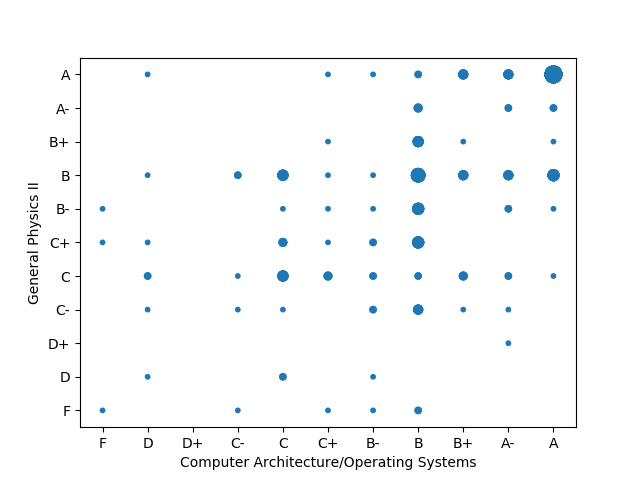 A
A-
B+
B
B-
C+
C
C-
D+
D
F
General Physics II
F D D+ C- C C+ B- B B+ A- A
Computer Architecture/Operating Systems